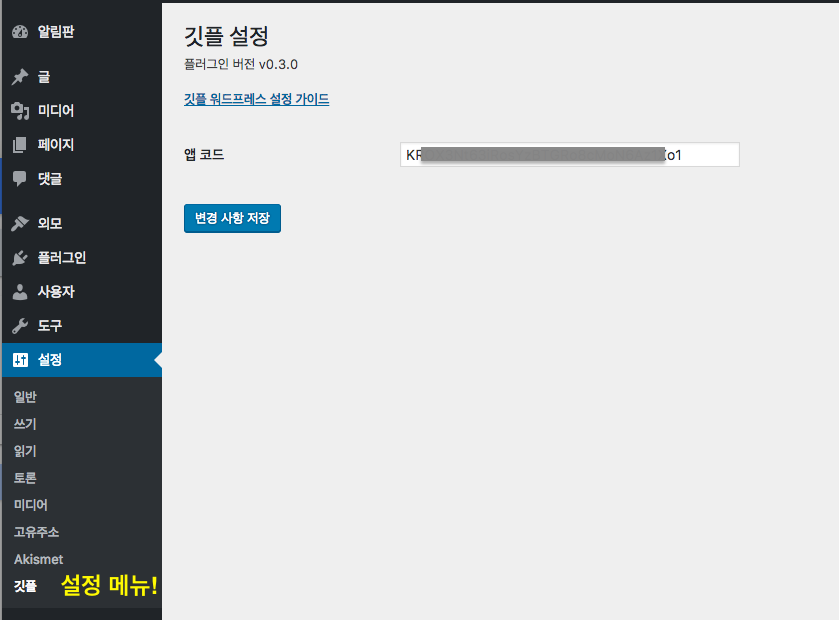 알림판
글
미디어
페이지
댓글
외모
플러그인
사용자
도구
설정
일반
쓰기
읽기
토론
미디어
고유주소
Akismet
깃플
설정 메뉴!
깃플 설정
플러그인 버전 v0.3.0
깃플 워드프레스 설정 가이드
앱 코드
변경 사항 저장